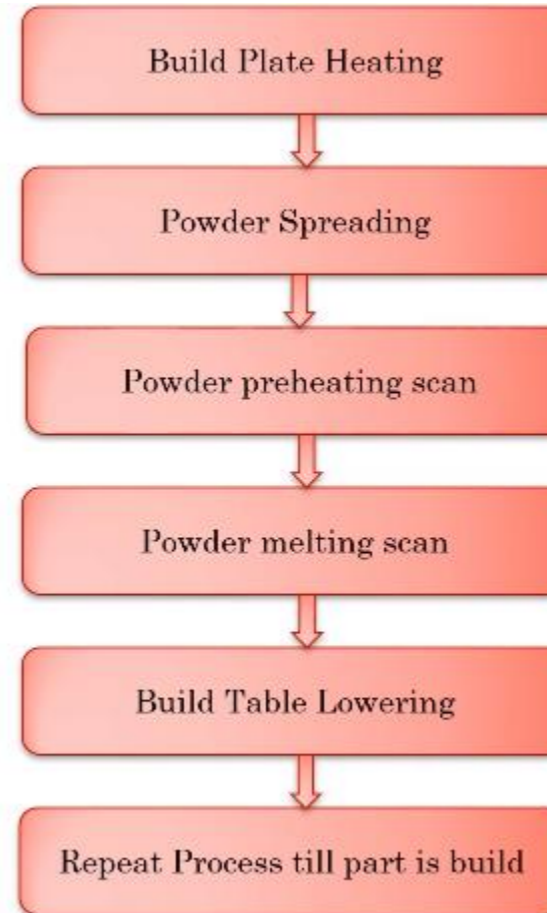 Build Plate Heating
Powder Spreading
Powder preheating scan
Powder melting scan
Build Table Lowering
Repeat Process till part is build